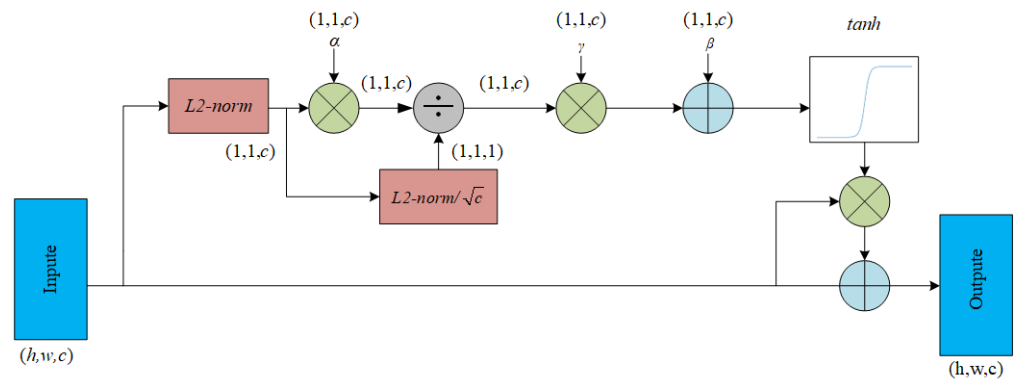 (1,1,c) (1,1,c) (1,1,c) tanh
α γ β
(1,1,c) (1,1,c)
L2-norm
÷
(1,1,c) (1,1,1)
L2-norm/√c
Inpute
Outpute
(h,w,c)
(h,w,c)